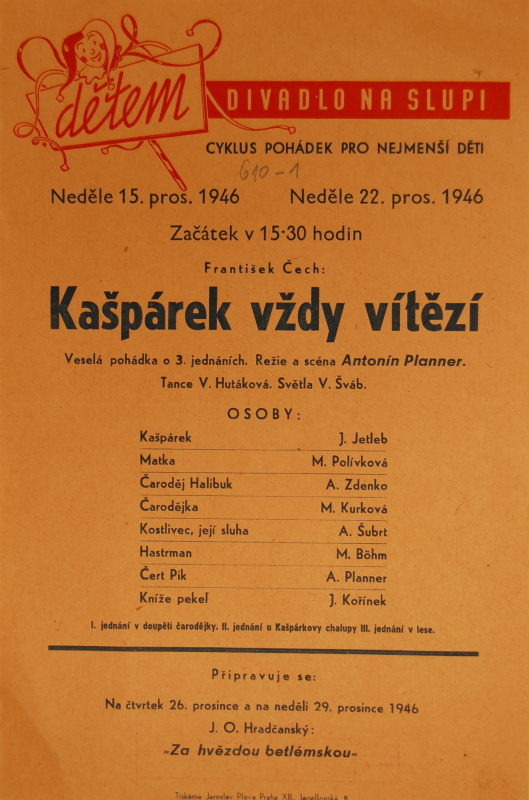 dětem
DIVADLO NA SLUPI
CYKLUS POHÁDEK PRO NEJMENŠÍ DĚTI
610-1
Neděle 15. pros. 1946 Neděle 22. pros. 1946
Začátek v 15·30 hodin
František Čech:
Kašpárek vždy vítězí
Veselá pohádka o 3. jednáních. Režie a scéna Antonín Planner.
Tance V. Hutáková. Světla V. Šváb.
OSOBY:
Kašpárek J. Jetleb
Matka M. Polívková
Čaroděj Halibuk A. Zdenko
Čarodějka M. Kurková
Kostlivec, její sluha A. Šubrt
Hastrman M. Böhm
Čert Pik A. Planner
Kníže pekel J. Kořínek
I. jednání v doupěti čarodějky. II. jednání u Kašpárkovy chalupy III. jednání v lese.
Připravuje se:
Na čtvrtek 26. prosince a na neděli 29. prosince 1946
J. O. Hradčanský:
„Za hvězdou betlémskou“
Tiskárna Jaroslav Pleva Praha XII., 8